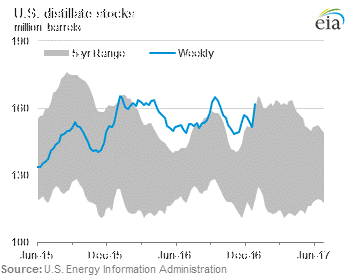 U.S. distillate stocks
million barrels
eia
190
5-yr Range
Weekly
160
130
100
Jun-15
Dec-15
Jun-16
Dec-16
Jun-17
Source: U.S. Energy Information Administration